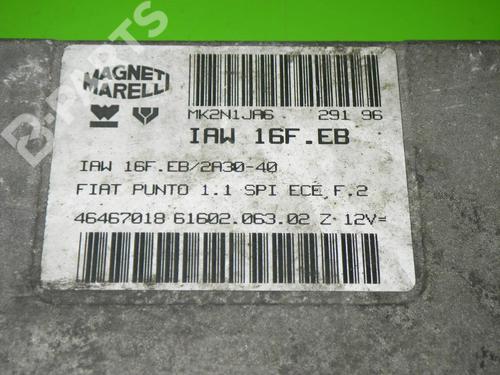 MAGNETI
MARELLI
MK2N1JA6 291 96
IAW 16F.EB
IAW 16F.EB/2A30-40
FIAT PUNTO 1.1 SPI ECE F.2
46467018 61602.063.02 Z 12V=
B-PARTS